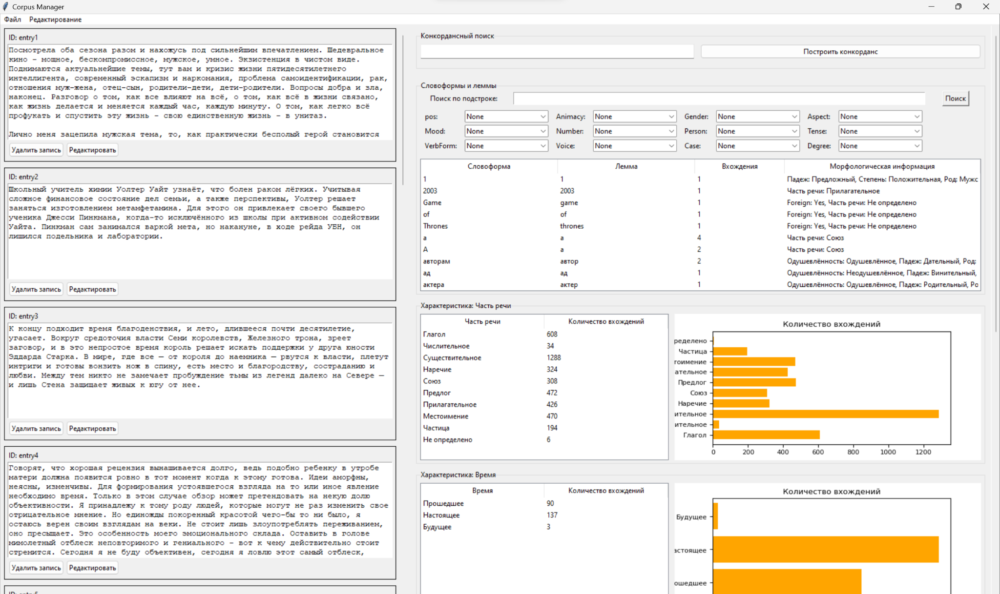 Corpus Manager
Файл Редактирование
ID: entry1
Посмотрела оба сезона разом и нахожусь под сильнейшим впечатлением. Шедевральное
кино - мощное, бескомпромиссное, мужское, умное. Экзистенция в чистом виде.
Поднимаются актуальнейшие темы, тут вам и кризис жизни пятидесятилетнего
интеллигента, современный эскапизм и наркомания, проблема самоидентификации, рак,
отношения муж-жена, отец-сын, родители-дети, дети-родители. Вопросы добра и зла,
наконец. Разговор о том, как все влияют на всё, о том, как всё в жизни связано,
как жизнь делается и меняется каждый час, каждую минуту. О том, как легко всё
профукать и спустить эту жизнь - свою единственную жизнь - в унитаз.
Лично меня зацепила мужская тема, то, как практически бесполый герой становится
Удалить запись Редактировать
ID: entry2
Школьный учитель химии Уолтер Уайт узнаёт, что болен раком лёгких. Учитывая
сложное финансовое состояние дел семьи, а также перспективы, Уолтер решает
заняться изготовлением метамфетамина. Для этого он привлекает своего бывшего
ученика Джесси Пинкмана, когда-то исключённого из школы при активном содействии
Уайта. Пинкман сам занимался варкой мета, но накануне, в ходе рейда УБН, он
лишился подельника и лаборатории.
Удалить запись Редактировать
ID: entry3
К концу подходит время благоденствия, и лето, длившееся почти десятилетие,
угасает. Вокруг средоточия власти Семи королевств, Железного трона, зреет
заговор, и в это непростое время король решает искать поддержки у друга юности
Эддарда Старка. В мире, где все — от короля до наемника — рвутся к власти, плетут
интриги и готовы вонзить нож в спину, есть место и благородству, состраданию и
любви. Между тем никто не замечает пробуждение тьмы из легенд далеко на Севере —
и лишь Стена защищает живых к югу от нее.
Удалить запись Редактировать
ID: entry4
Говорят, что хорошая рецензия вынашивается долго, ведь подобно ребенку в утробе
матери должна появится ровно в тот момент когда к этому готова. Идеи аморфны,
неясны, изменчивы. Для формирования устоявшегося взгляда на то или иное явление
необходимо время. Только в этом случае обзор может претендовать на некую долю
объективности. Я принадлежу к тому роду людей, которые могут не раз изменить свое
отрицательное мнение. Но единожды покоренный красотой чего-бы то ни было, я
остаюсь верен своим взглядам на веки. Не стоит лишь злоупотреблять переживанием,
оно пресыщает. Это особенность моего эмоционального склада. Оставить в голове
мимолетный отблеск неповторимого и гениального - вот к чему действительно стоит
стремится. Сегодня я не буду объективен, сегодня я ловлю этот самый отблеск,
Удалить запись Редактировать
ID: entry5
Конкордансный поиск
Построить конкорданс
Словоформы и леммы
Поиск по подстроке: Поиск
pos: None Animacy: None Gender: None Aspect: None
Mood: None Number: None Person: None Tense: None
VerbForm: None Voice: None Case: None Degree: None
Словоформа Лемма Вхождения Морфологическая информация
1 1 1 Падеж: Предложный, Степень: Положительная, Род: Мужс
2003 2003 1 Часть речи: Прилагательное
Game game 1 Foreign: Yes, Часть речи: Не определено
of of 1 Foreign: Yes, Часть речи: Не определено
Thrones thrones 1 Foreign: Yes, Часть речи: Не определено
а а 4 Часть речи: Союз
А а 2 Часть речи: Союз
авторам автор 2 Одушевлённость: Одушевлённое, Падеж: Дательный, Род:
ад ад 1 Одушевлённость: Неодушевлённое, Падеж: Винительный,
актера актер 1 Одушевлённость: Одушевлённое, Падеж: Родительный, Ро
Характеристика: Часть речи
Часть речи Количество вхождений
Глагол 608
Числительное 34
Существительное 1288
Наречие 324
Союз 308
Предлог 472
Прилагательное 426
Местоимение 470
Частица 194
Не определено 6
Количество вхождений
ределено
Частица
тоимение
ательное
Предлог
Союз
Наречие
ительное
ительное
Глагол
0 200 400 600 800 1000 1200
Характеристика: Время
Время Количество вхождений
Прошедшее 90
Настоящее 137
Будущее 3
Количество вхождений
Будущее
астоящее
ошедшее